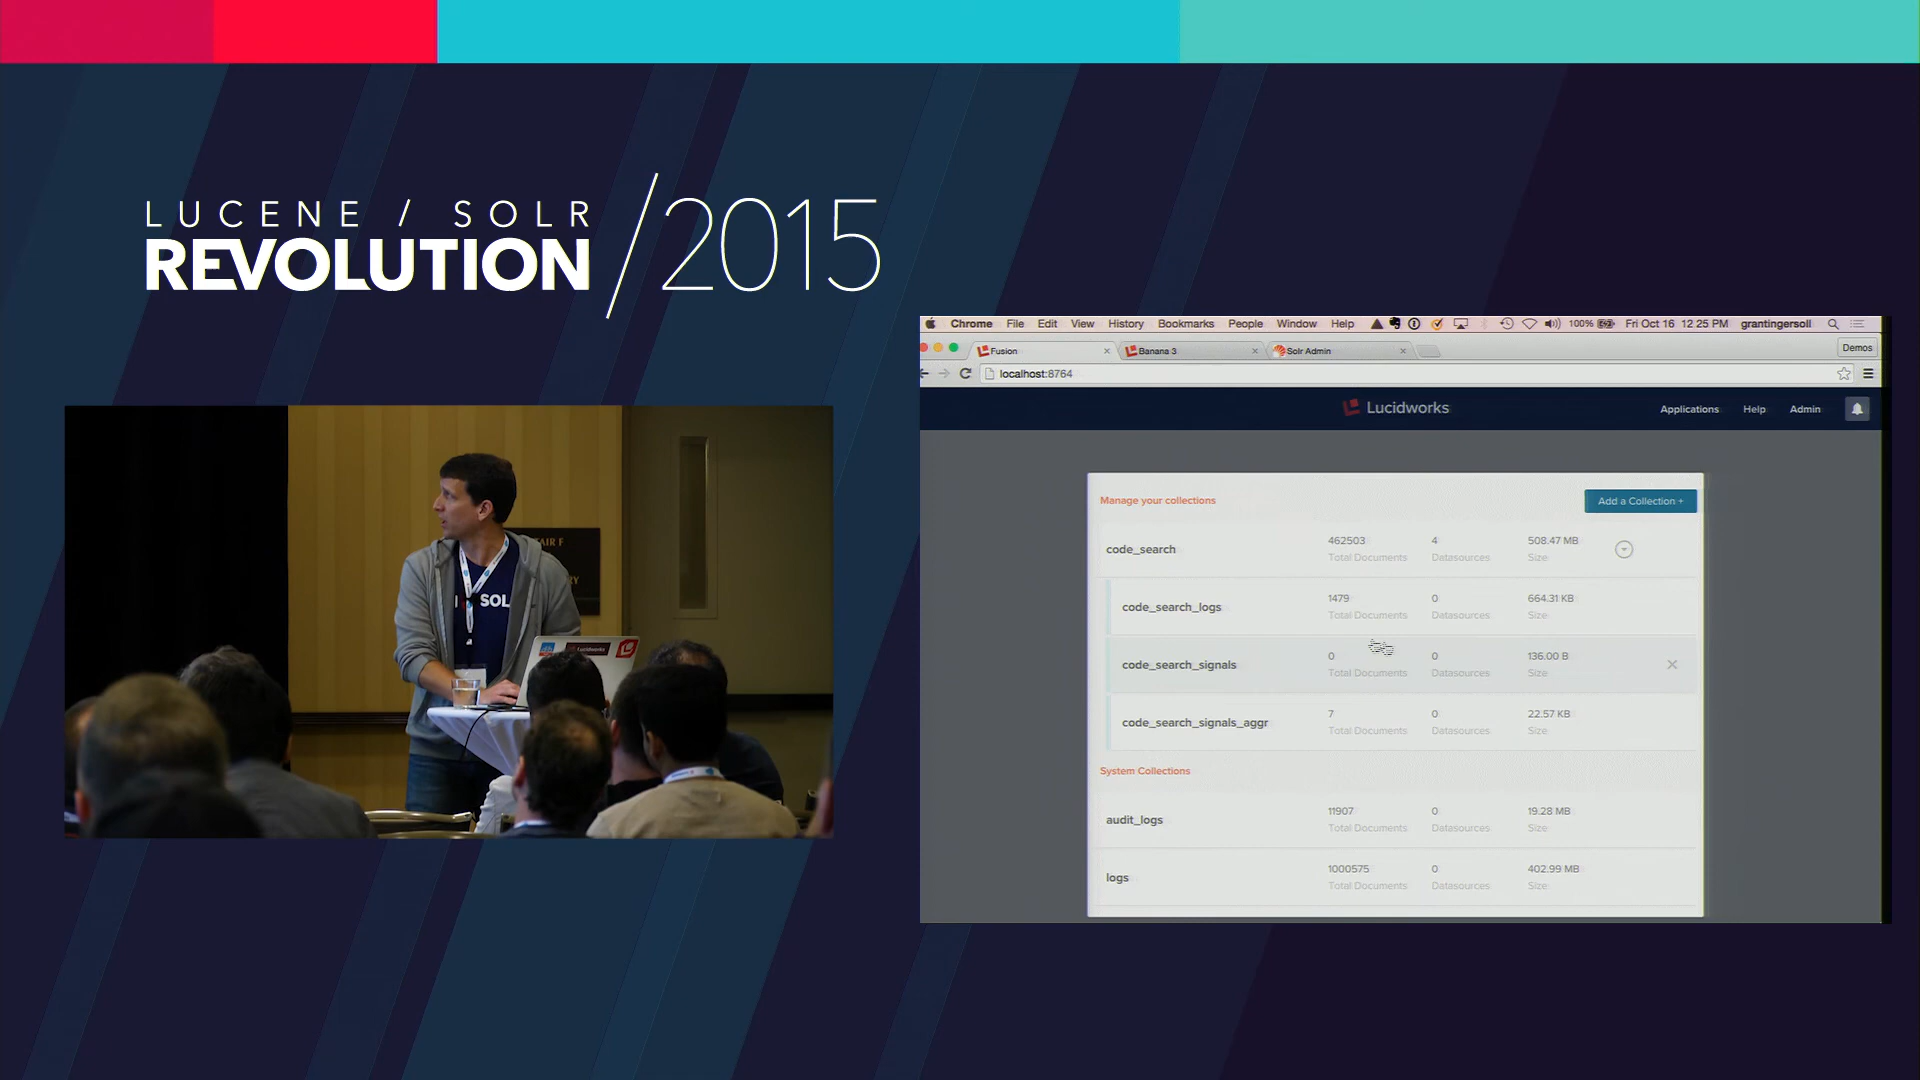 LUCENE / SOLR
REVOLUTION
/2015
Chrome File Edit View History Bookmarks People Window Help 100% Fri Oct 16 12:25 PM grantingersoll
Fusion
Banana 3
Solr Admin
Demos
localhost:8764
Lucidworks
Applications Help Admin
Manage your collections
Add a Collection +
code_search
462503
Total Documents
4
Datasources
508.47 MB
Size
code_search_logs
1479
Total Documents
0
Datasources
664.31 KB
Size
code_search_signals
0
Total Documents
0
Datasources
136.00 B
Size
code_search_signals_aggr
7
Total Documents
0
Datasources
22.57 KB
Size
System Collections
audit_logs
11907
Total Documents
0
Datasources
19.28 MB
Size
logs
1000575
Total Documents
0
Datasources
402.99 MB
Size
SOL
Lucidworks